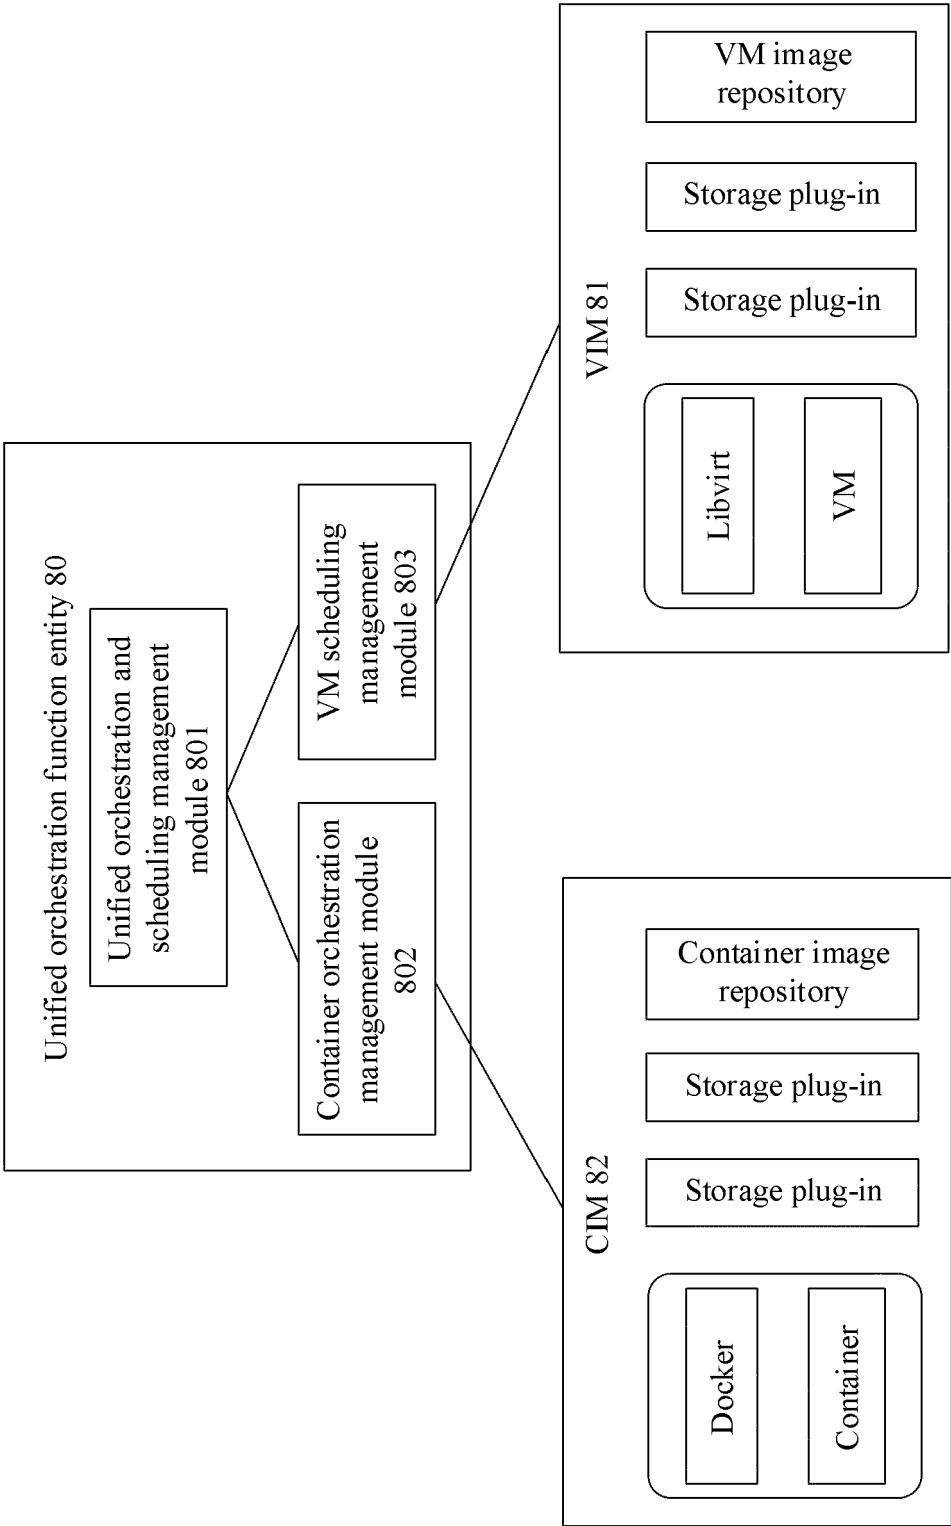 Unified orchestration function entity 80
Unified orchestration and
scheduling management
module 801
Container orchestration
management module
802
VM scheduling
management
module 803
CIM 82
Docker
Container
Storage plug-in
Storage plug-in
Container image
repository
VIM 81
Libvirt
VM
Storage plug-in
Storage plug-in
VM image
repository